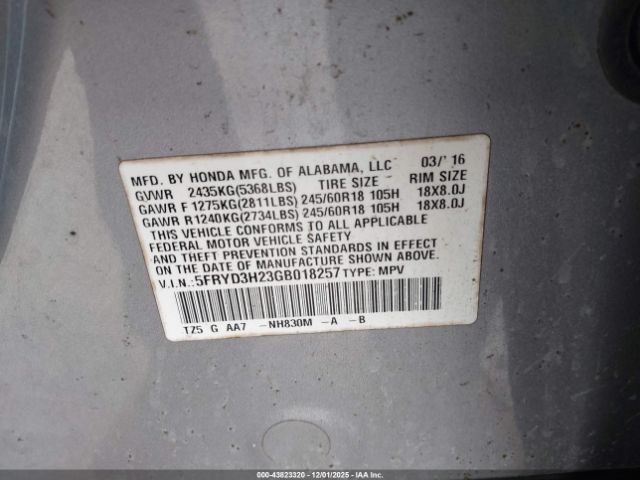 MFD. BY HONDA MFG. OF ALABAMA, LLC 03/'16
GVWR 2435KG(5368LBS) TIRE SIZE RIM SIZE
GAWR F 1275KG(2811LBS) 245/60R18 105H 18X8.0J
GAWR R1240KG(2734LBS) 245/60R18 105H 18X8.0J
THIS VEHICLE CONFORMS TO ALL APPLICABLE
FEDERAL MOTOR VEHICLE SAFETY
AND THEFT PREVENTION STANDARDS IN EFFECT
ON THE DATE OF MANUFACTURE SHOWN ABOVE.
V.I.N.:5FRYD3H23GB018257 TYPE: MPV
TZ5 G AA7 -NH830M -A -B
000-43823320 - 12/01/2025 - IAA Inc.